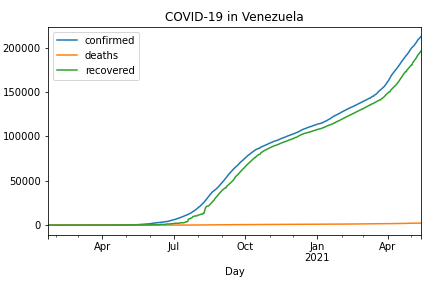 COVID-19 in Venezuela
confirmed
deaths
recovered
200000
150000
100000
50000
0
Apr
Jul
Oct
Jan
2021
Apr
Day